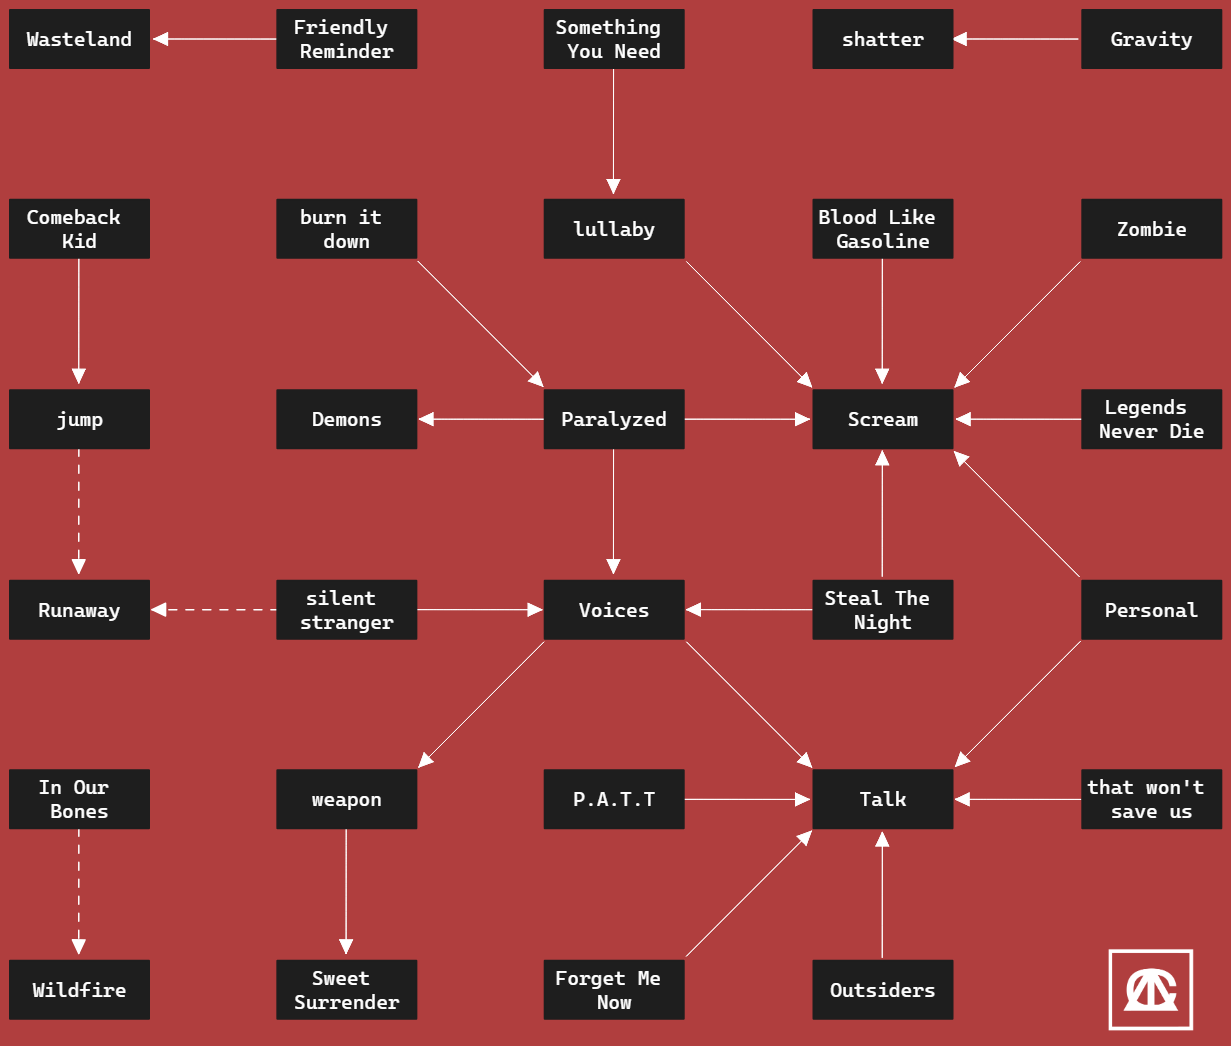 Wasteland
Friendly
Reminder
Something
You Need
shatter
Gravity
Comeback
Kid
burn it
down
lullaby
Blood Like
Gasoline
Zombie
jump
Demons
Paralyzed
Scream
Legends
Never Die
Runaway
silent
stranger
Voices
Steal The
Night
Personal
In Our
Bones
weapon
P.A.T.T
Talk
that won't
save us
Wildfire
Sweet
Surrender
Forget Me
Now
Outsiders